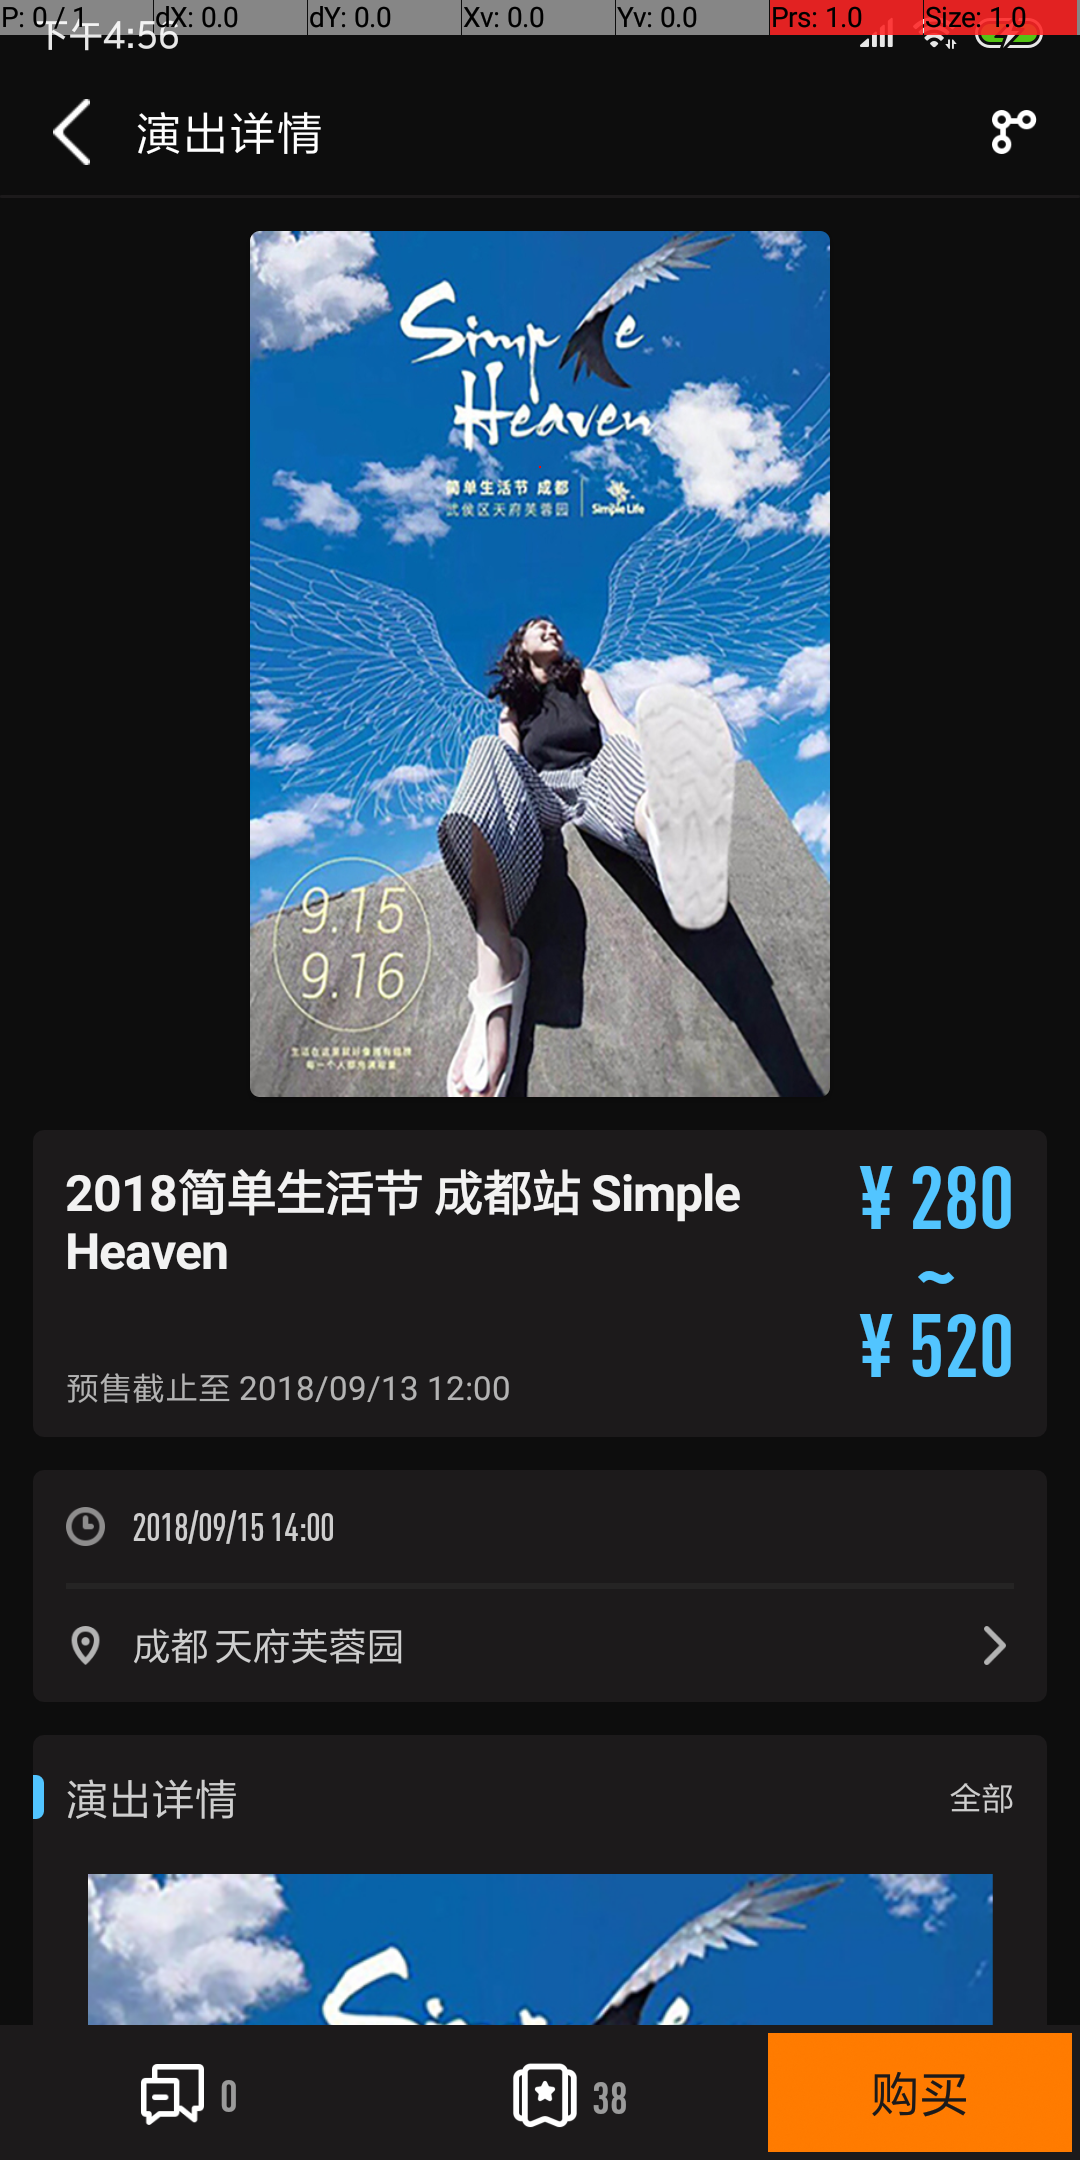 P: 0 / 1 dX: 0.0 dY: 0.0 Xv: 0.0 Yv: 0.0 Prs: 1.0 Size: 1.0
下午4:56
演出详情
Simple
Heaven
简单生活节 成都
武侯区天府芙蓉园
Simple Life
9.15
9.16
2018简单生活节 成都站 Simple
Heaven
¥ 280
~
¥ 520
预售截止至 2018/09/13 12:00
2018/09/15 14:00
成都 天府芙蓉园
演出详情
全部
0
38
购买